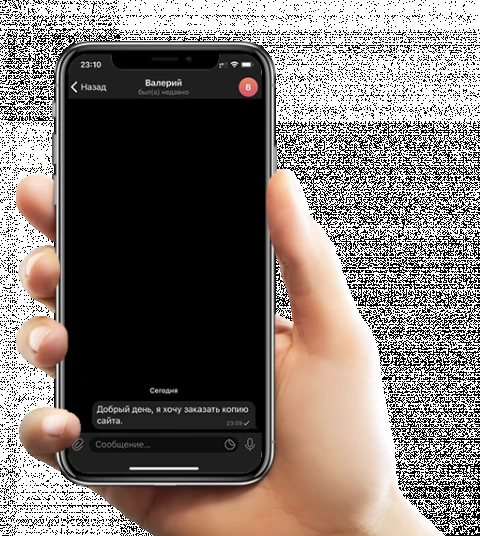 23:10
Назад
Валерий
был(а) недавно
В
Сегодня
Добрый день, я хочу заказать копию
сайта.
23:09
Сообщение...